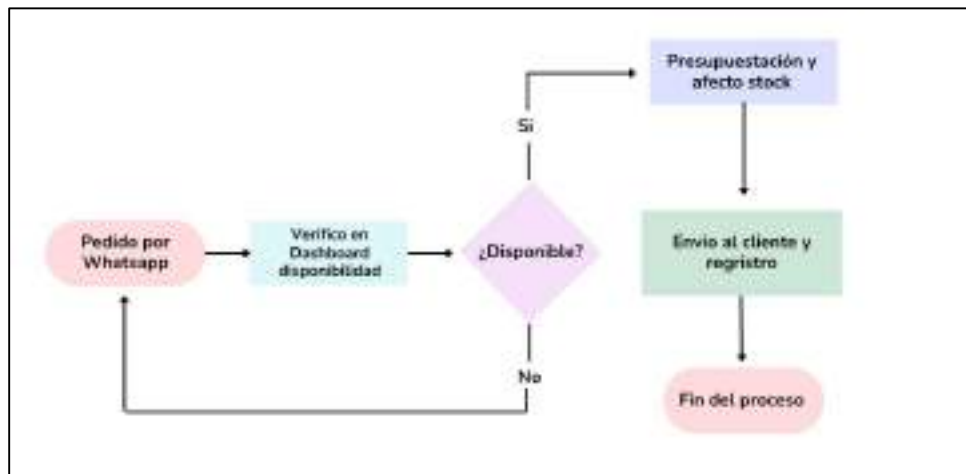 Presupuestación y
afecto stock
Si
Pedido por
Whatsapp
Verifico en
Dashboard
disponibilidad
¿Disponible?
Envio al cliente y
regristro
No
Fin del proceso